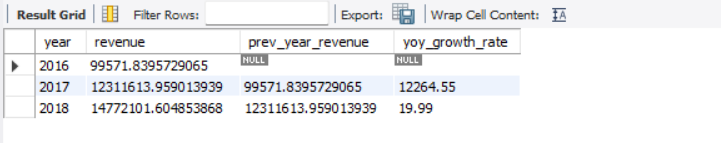 Result Grid Filter Rows: Export: Wrap Cell Content: IA
year revenue prev_year_revenue yoy_growth_rate
2016 99571.8395729065 NULL NULL
2017 12311613.959013939 99571.8395729065 12264.55
2018 14772101.604853868 12311613.959013939 19.99